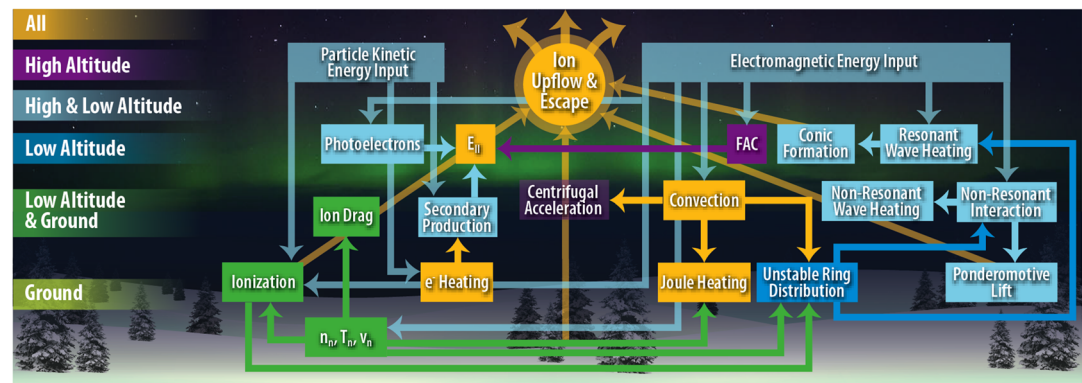 All
High Altitude
High & Low Altitude
Low Altitude
Low Altitude
& Ground
Ground
Particle Kinetic
Energy Input
Ion
Upflow &
Escape
Electromagnetic Energy Input
Photoelectrons
E||
FAC
Conic
Formation
Resonant
Wave Heating
Ion Drag
Secondary
Production
Centrifugal
Acceleration
Convection
Non-Resonant
Wave Heating
Non-Resonant
Interaction
Ionization
e- Heating
Joule Heating
Unstable Ring
Distribution
Ponderomotive
Lift
nn, Tn, vn